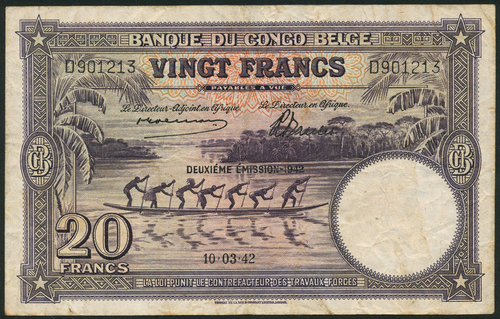 BANQUE DU CONGO BELGE
D901213
VINGT FRANCS
D901213
PAYABLES A VUE
Le Directeur-Adjoint en Afrique.
Le Directeur en Afrique.
CB
CB
DEUXIÉME ÉMISSION-1942
20
FRANCS
10·03·42
LA LOI PUNIT LE CONTREFACTEUR DES TRAVAUX FORCÉS